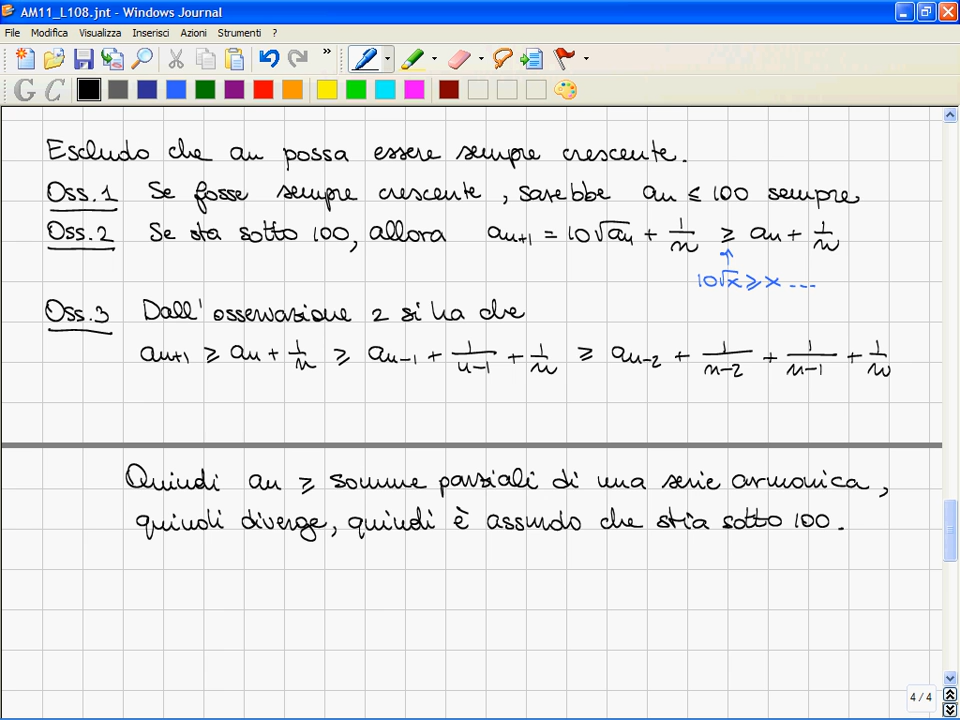 AM11_L108.jnt - Windows Journal
File Modifica Visualizza Inserisci Azioni Strumenti ?
G C
Escludo che an possa essere sempre crescente.
Oss.1 Se fosse sempre crescente, sarebbe an ≤ 100 sempre
Oss.2 Se sta sotto 100, allora an+1 = 10√an + 1/n ≥ an + 1/n
10√x ≥ x ...
Oss.3 Dall'osservazione 2 si ha che
an+1 ≥ an + 1/n ≥ an-1 + 1/n-1 + 1/n ≥ an-2 + 1/n-2 + 1/n-1 + 1/n
Quindi an ≥ somme parziali di una serie armonica,
quindi diverge, quindi è assurdo che stia sotto 100.
4 / 4